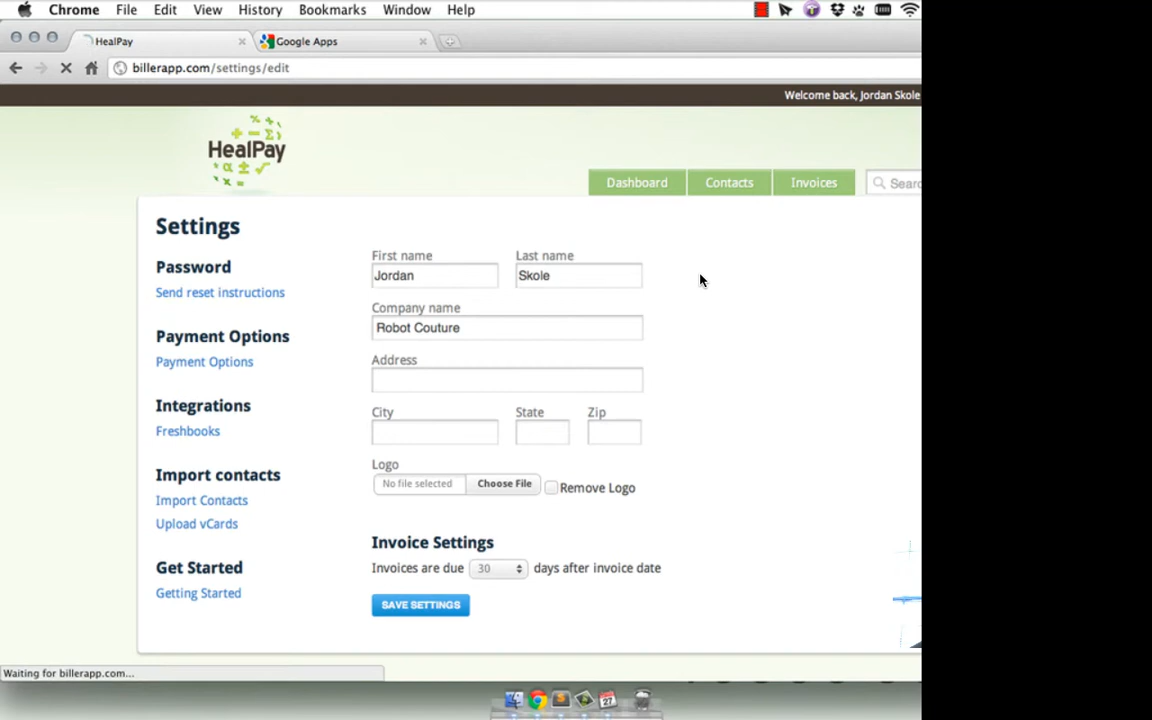 Chrome File Edit View History Bookmarks Window Help
HealPay
Google Apps
billerapp.com/settings/edit
Welcome back, Jordan Skole
HealPay
Dashboard Contacts Invoices Searc
Settings
Password
Send reset instructions
Payment Options
Payment Options
Integrations
Freshbooks
Import contacts
Import Contacts
Upload vCards
Get Started
Getting Started
First name Last name
Jordan Skole
Company name
Robot Couture
Address
City State Zip
Logo
No file selected Choose File Remove Logo
Invoice Settings
Invoices are due 30 days after invoice date
SAVE SETTINGS
Waiting for billerapp.com...
27